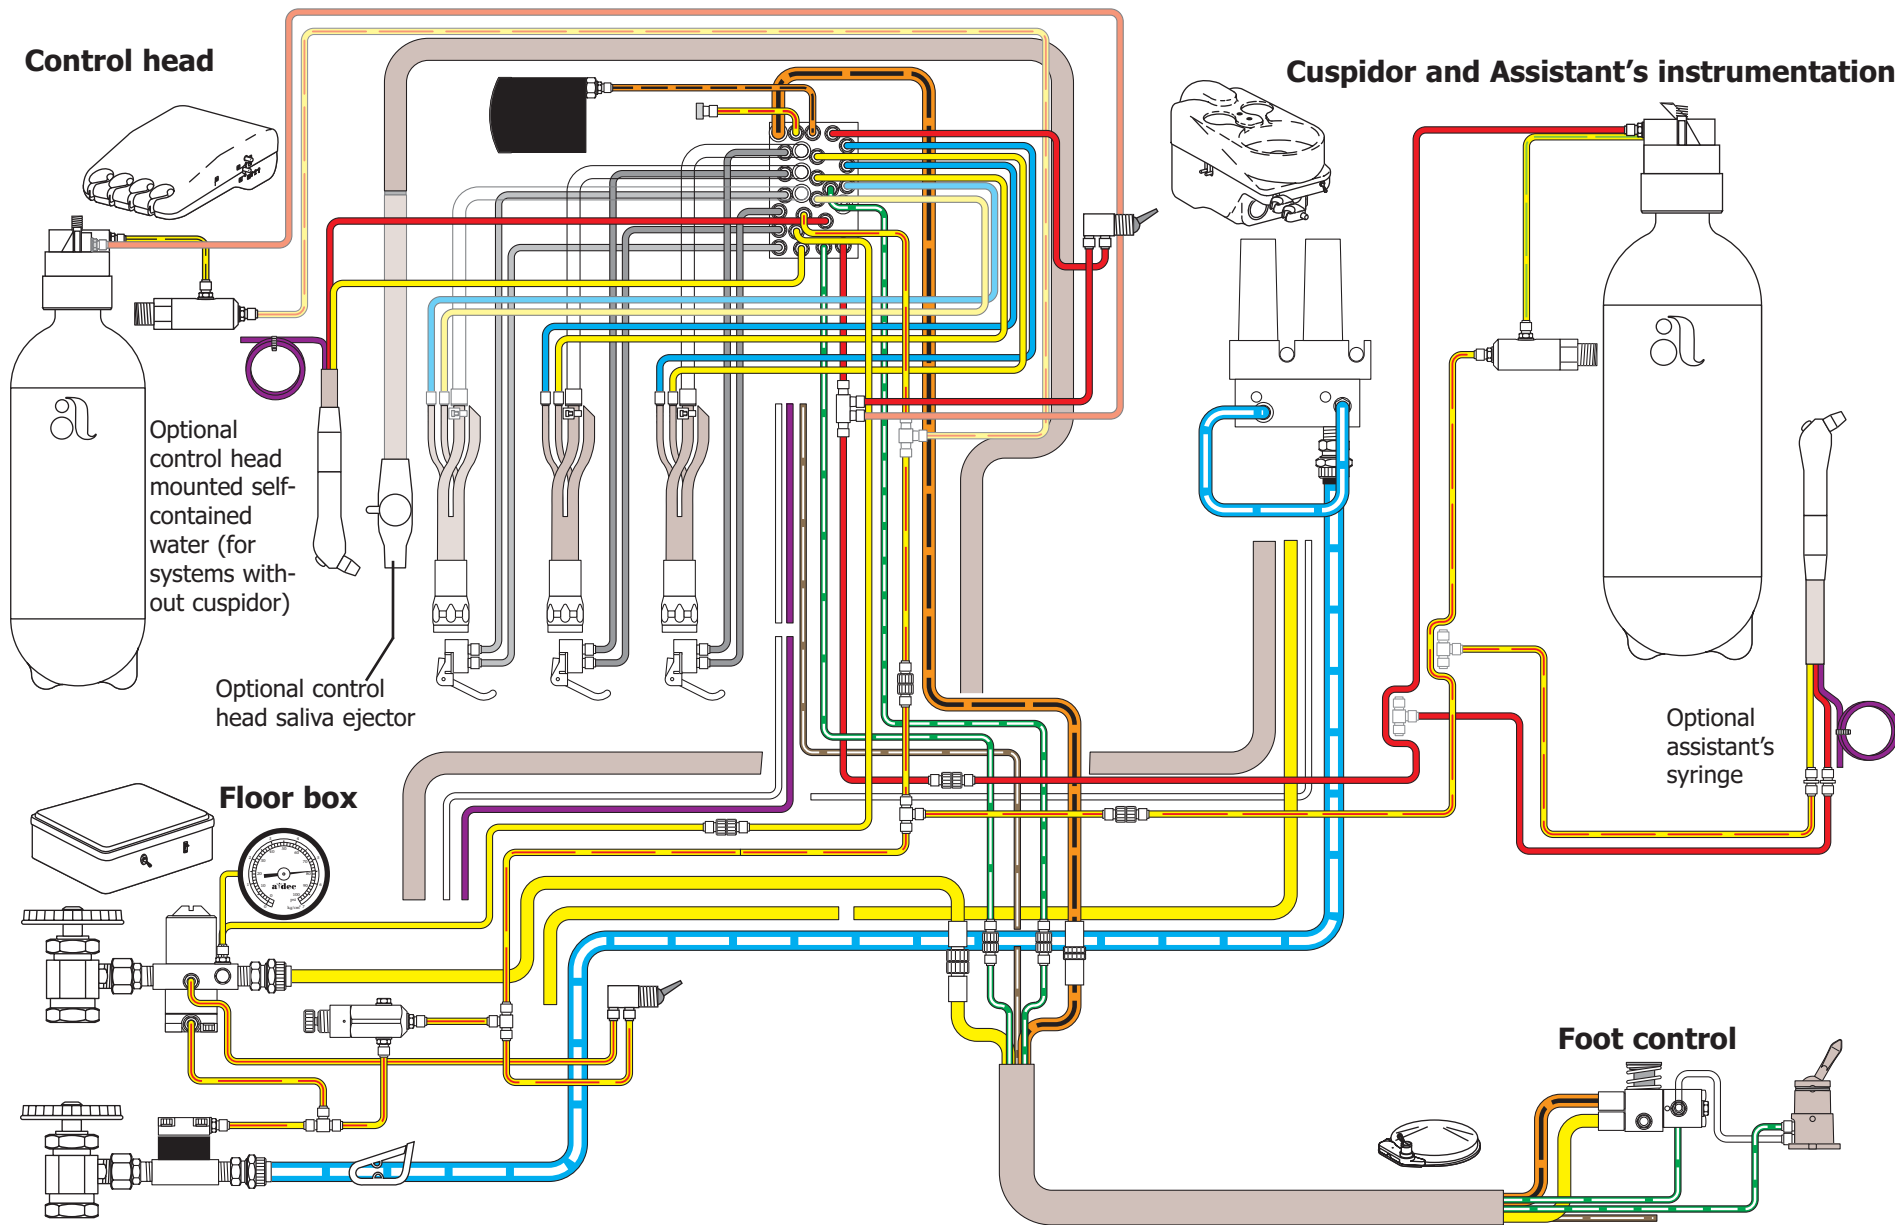 Control head
Cuspidor and Assistant's instrumentation
Optional
control head
mounted self-
contained
water (for
systems with-
out cuspidor)
Optional control
head saliva ejector
Optional
assistant's
syringe
Floor box
a-dec
Foot control